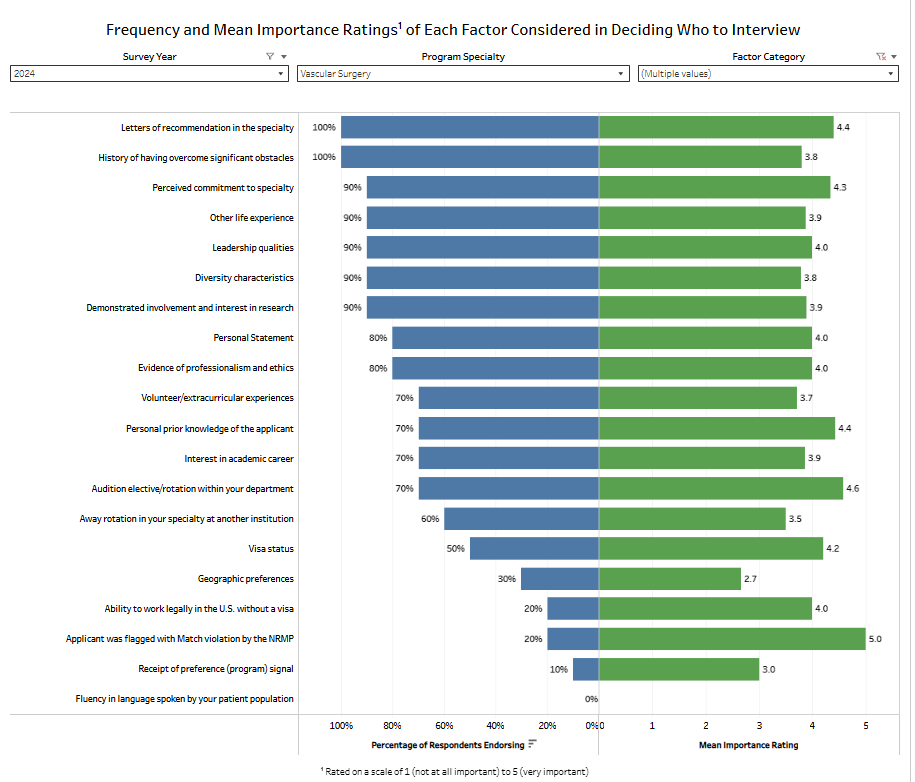 Frequency and Mean Importance Ratings¹ of Each Factor Considered in Deciding Who to Interview
Survey Year
Program Specialty
Factor Category
2024
Vascular Surgery
(Multiple values)
Letters of recommendation in the specialty 100% 4.4
History of having overcome significant obstacles 100% 3.8
Perceived commitment to specialty 90% 4.3
Other life experience 90% 3.9
Leadership qualities 90% 4.0
Diversity characteristics 90% 3.8
Demonstrated involvement and interest in research 90% 3.9
Personal Statement 80% 4.0
Evidence of professionalism and ethics 80% 4.0
Volunteer/extracurricular experiences 70% 3.7
Personal prior knowledge of the applicant 70% 4.4
Interest in academic career 70% 3.9
Audition elective/rotation within your department 70% 4.6
Away rotation in your specialty at another institution 60% 3.5
Visa status 50% 4.2
Geographic preferences 30% 2.7
Ability to work legally in the U.S. without a visa 20% 4.0
Applicant was flagged with Match violation by the NRMP 20% 5.0
Receipt of preference (program) signal 10% 3.0
Fluency in language spoken by your patient population 0%
100% 80% 60% 40% 20% 0% 0 1 2 3 4 5
Percentage of Respondents Endorsing
Mean Importance Rating
¹ Rated on a scale of 1 (not at all important) to 5 (very important)